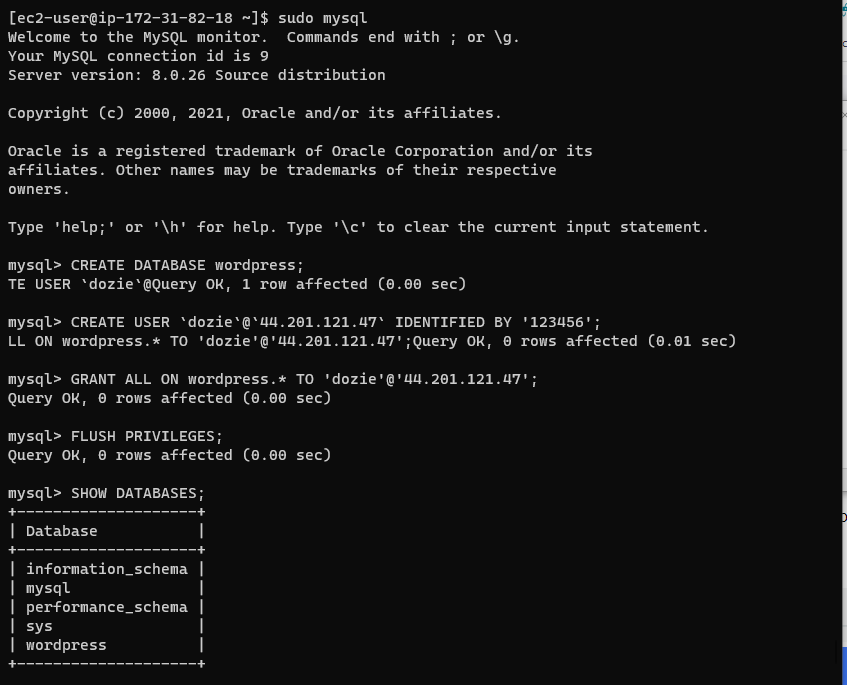 [ec2-user@ip-172-31-82-18 ~]$ sudo mysql
Welcome to the MySQL monitor.  Commands end with ; or \g.
Your MySQL connection id is 9
Server version: 8.0.26 Source distribution

Copyright (c) 2000, 2021, Oracle and/or its affiliates.

Oracle is a registered trademark of Oracle Corporation and/or its
affiliates. Other names may be trademarks of their respective
owners.

Type 'help;' or '\h' for help. Type '\c' to clear the current input statement.

mysql> CREATE DATABASE wordpress;
TE USER `dozie`@Query OK, 1 row affected (0.00 sec)

mysql> CREATE USER `dozie`@`44.201.121.47` IDENTIFIED BY '123456';
LL ON wordpress.* TO 'dozie'@'44.201.121.47';Query OK, 0 rows affected (0.01 sec)

mysql> GRANT ALL ON wordpress.* TO 'dozie'@'44.201.121.47';
Query OK, 0 rows affected (0.00 sec)

mysql> FLUSH PRIVILEGES;
Query OK, 0 rows affected (0.00 sec)

mysql> SHOW DATABASES;
+--------------------+
| Database           |
+--------------------+
| information_schema |
| mysql              |
| performance_schema |
| sys                |
| wordpress          |
+--------------------+